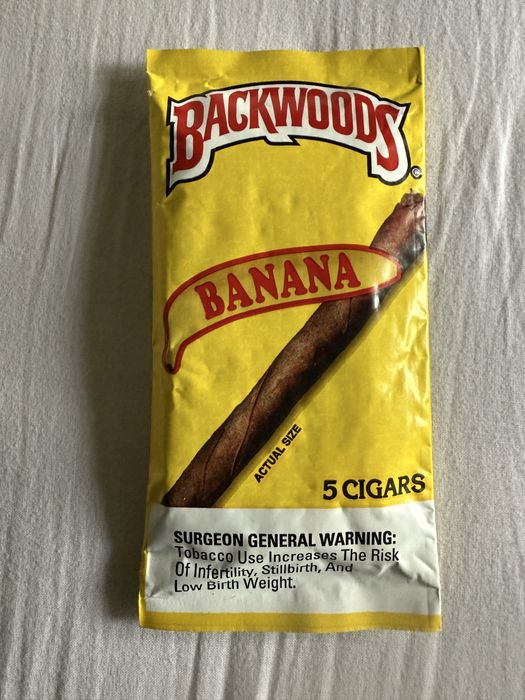 BACKWOODS
©
BANANA
ACTUAL SIZE
5 CIGARS
SURGEON GENERAL WARNING:
Tobacco Use Increases The Risk
Of Infertility, Stillbirth, And
Low Birth Weight.